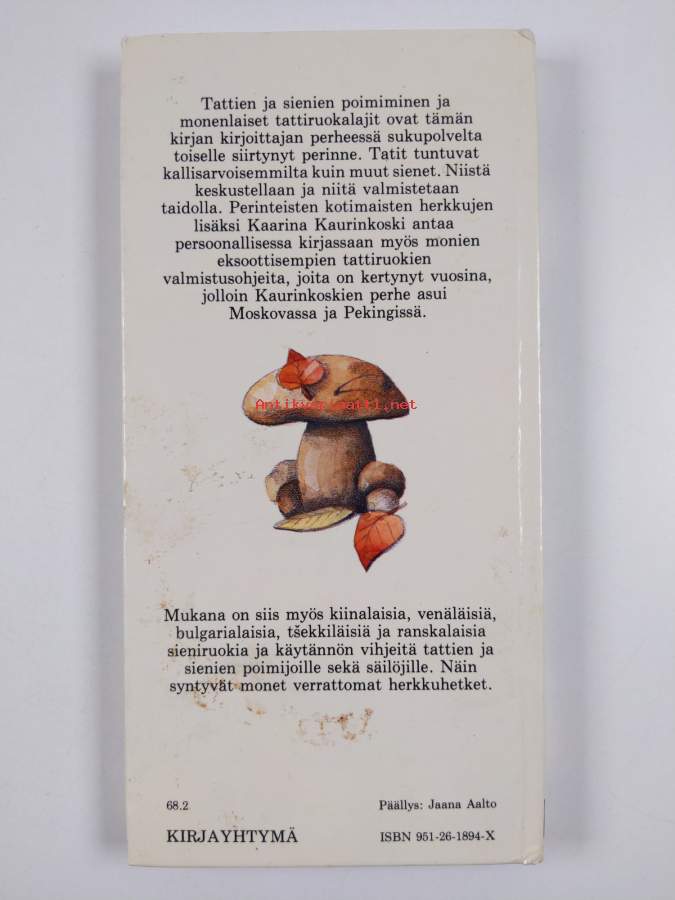 Tattien ja sienien poimiminen ja
monenlaiset tattiruokalajit ovat tämän
kirjan kirjoittajan perheessä sukupolvelta
toiselle siirtynyt perinne. Tatit tuntuvat
kallisarvoisemmilta kuin muut sienet. Niistä
keskustellaan ja niitä valmistetaan
taidolla. Perinteisten kotimaisten herkkujen
lisäksi Kaarina Kaurinkoski antaa
persoonallisessa kirjassaan myös monien
eksoottisempien tattiruokien
valmistusohjeita, joita on kertynyt vuosina,
jolloin Kaurinkoskien perhe asui
Moskovassa ja Pekingissä.
Antikvariaatti.net
Mukana on siis myös kiinalaisia, venäläisiä,
bulgarialaisia, tšekkiläisiä ja ranskalaisia
sieniruokia ja käytännön vihjeitä tattien ja
sienien poimijoille sekä säilöjille. Näin
syntyvät monet verrattomat herkkuhetket.
68.2 Päällys: Jaana Aalto
KIRJAYHTYMÄ ISBN 951-26-1894-X